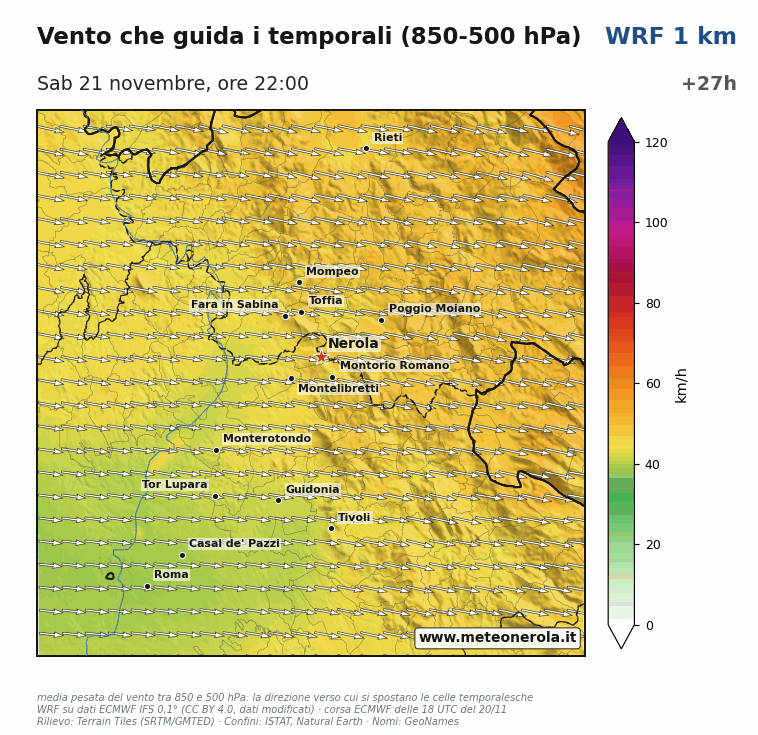 Vento che guida i temporali (850-500 hPa) WRF 1 km
Sab 21 novembre, ore 22:00 +27h
Rieti
Mompeo
Fara in Sabina Toffia
Poggio Moiano
Nerola
Montorio Romano
Montelibretti
Monterotondo
Tor Lupara
Guidonia
Tivoli
Casal de' Pazzi
Roma
www.meteonerola.it
120
100
80
60
40
20
0
km/h
media pesata del vento tra 850 e 500 hPa: la direzione verso cui si spostano le celle temporalesche
WRF su dati ECMWF IFS 0,1° (CC BY 4.0, dati modificati) · corsa ECMWF delle 18 UTC del 20/11
Rilievo: Terrain Tiles (SRTM/GMTED) · Confini: ISTAT, Natural Earth · Nomi: GeoNames